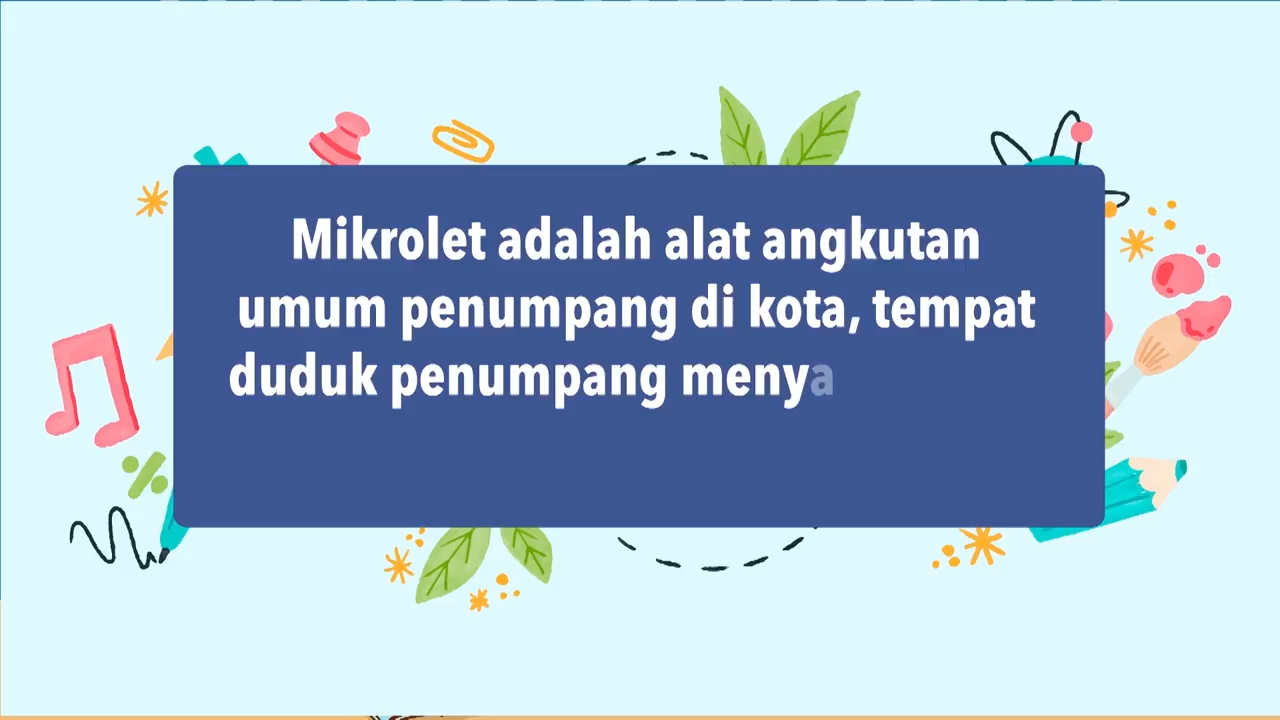 Mikrolet adalah alat angkutan
umum penumpang di kota, tempat
duduk penumpang menya